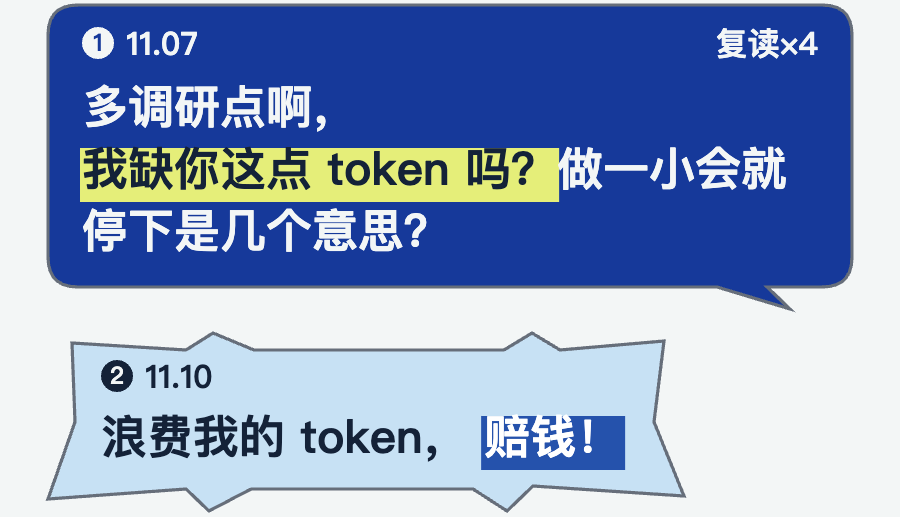 1 11.07 复读×4
多调研点啊，
我缺你这点 token 吗？做一小会就
停下是几个意思？
2 11.10
浪费我的 token，赔钱！